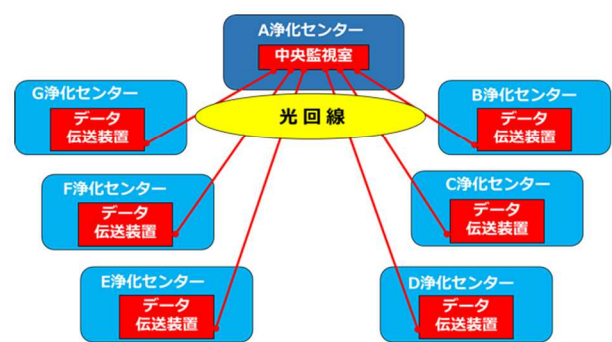 A浄化センター
中央監視室
光回線
G浄化センター
データ
伝送装置
B浄化センター
データ
伝送装置
F浄化センター
データ
伝送装置
C浄化センター
データ
伝送装置
E浄化センター
データ
伝送装置
D浄化センター
データ
伝送装置